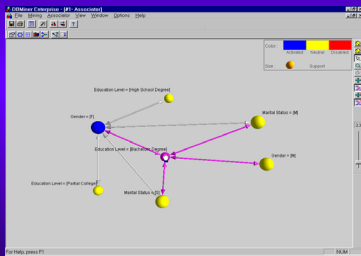 DBMiner Enterprise - [#1- Associator]
File Mining Associator View Window Options Help
Color:
Activated Neutral Disabled
Size Support
Education Level = [High School Degree]
Marital Status = [M]
Gender = [F]
Education Level = [Bachelors Degree]
Gender = [M]
Education Level = [Partial College]
Marital Status = [S]
For Help, press F1
NUM